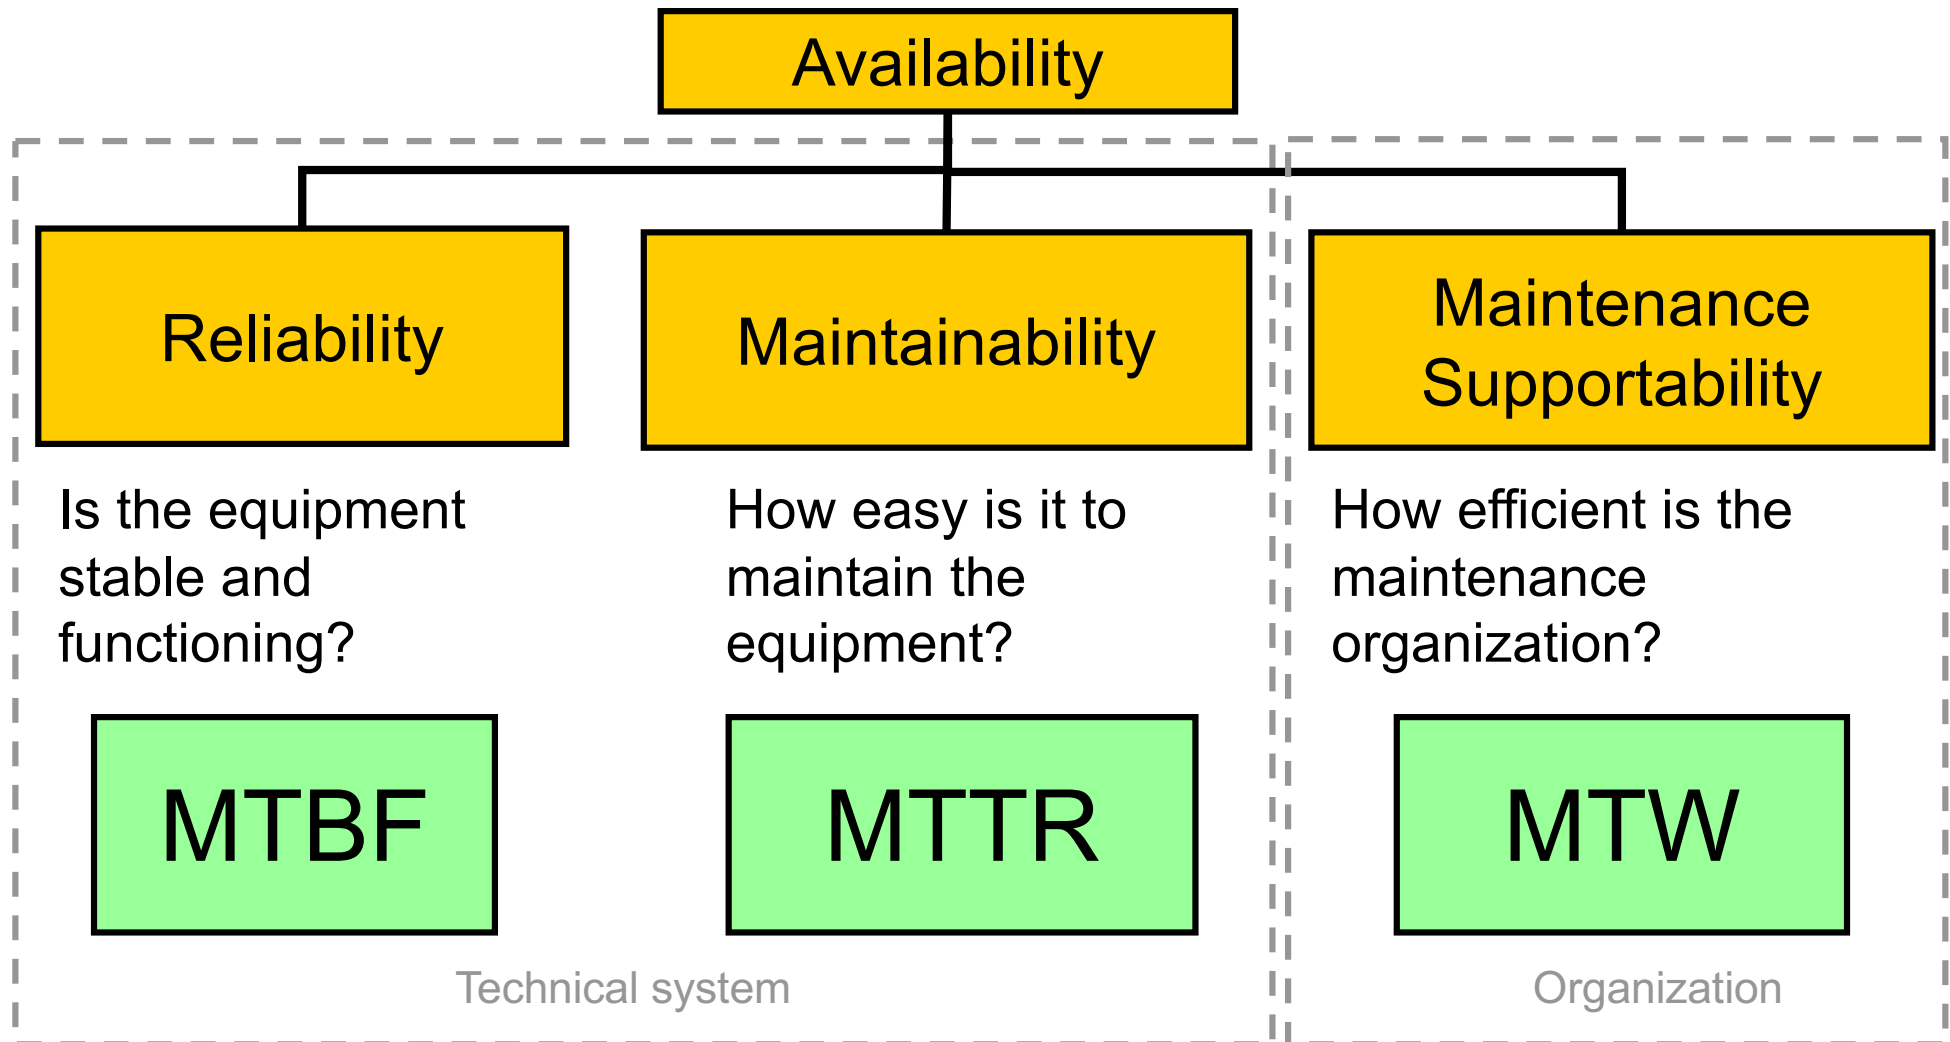 Availability
Reliability
Maintainability
Maintenance
Supportability
Is the equipment
stable and
functioning?
How easy is it to
maintain the
equipment?
How efficient is the
maintenance
organization?
MTBF
MTTR
MTW
Technical system
Organization